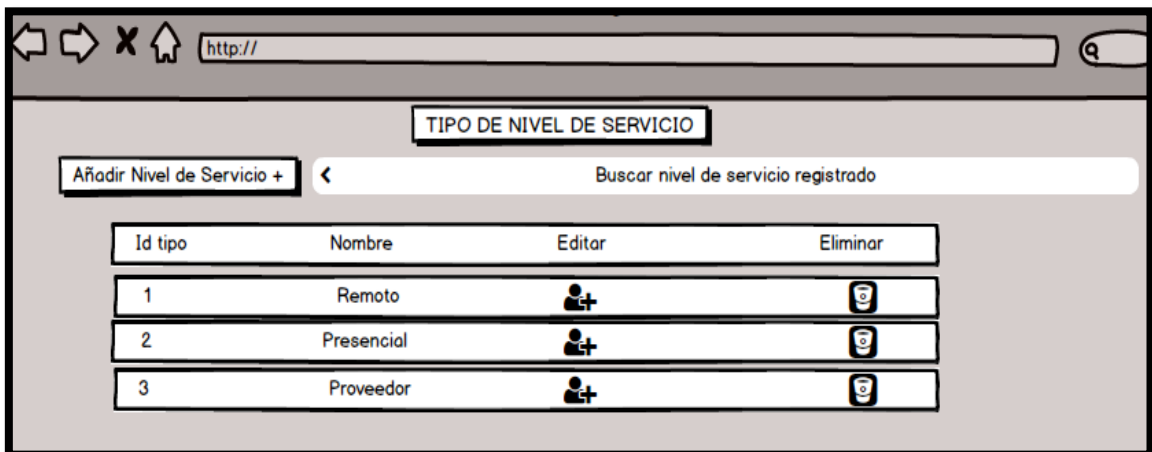 http://
TIPO DE NIVEL DE SERVICIO
Añadir Nivel de Servicio + Buscar nivel de servicio registrado
Id tipo Nombre Editar Eliminar
1 Remoto
2 Presencial
3 Proveedor